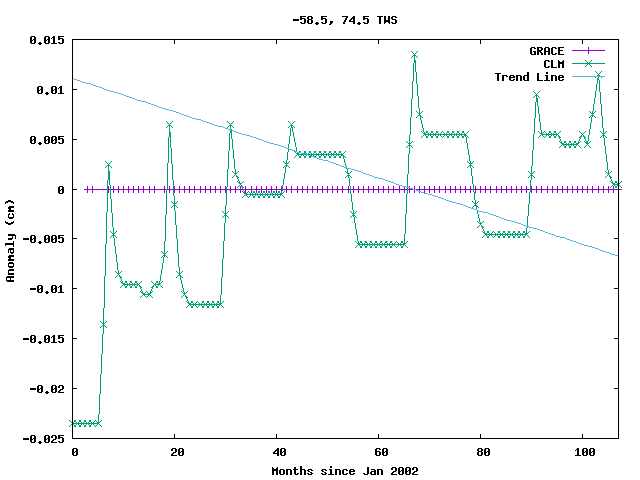 -58.5, 74.5 TWS
GRACE
CLM
Trend Line
0.015
0.01
0.005
0
-0.005
-0.01
-0.015
-0.02
-0.025
Anomaly (cm)
0 20 40 60 80 100
Months since Jan 2002